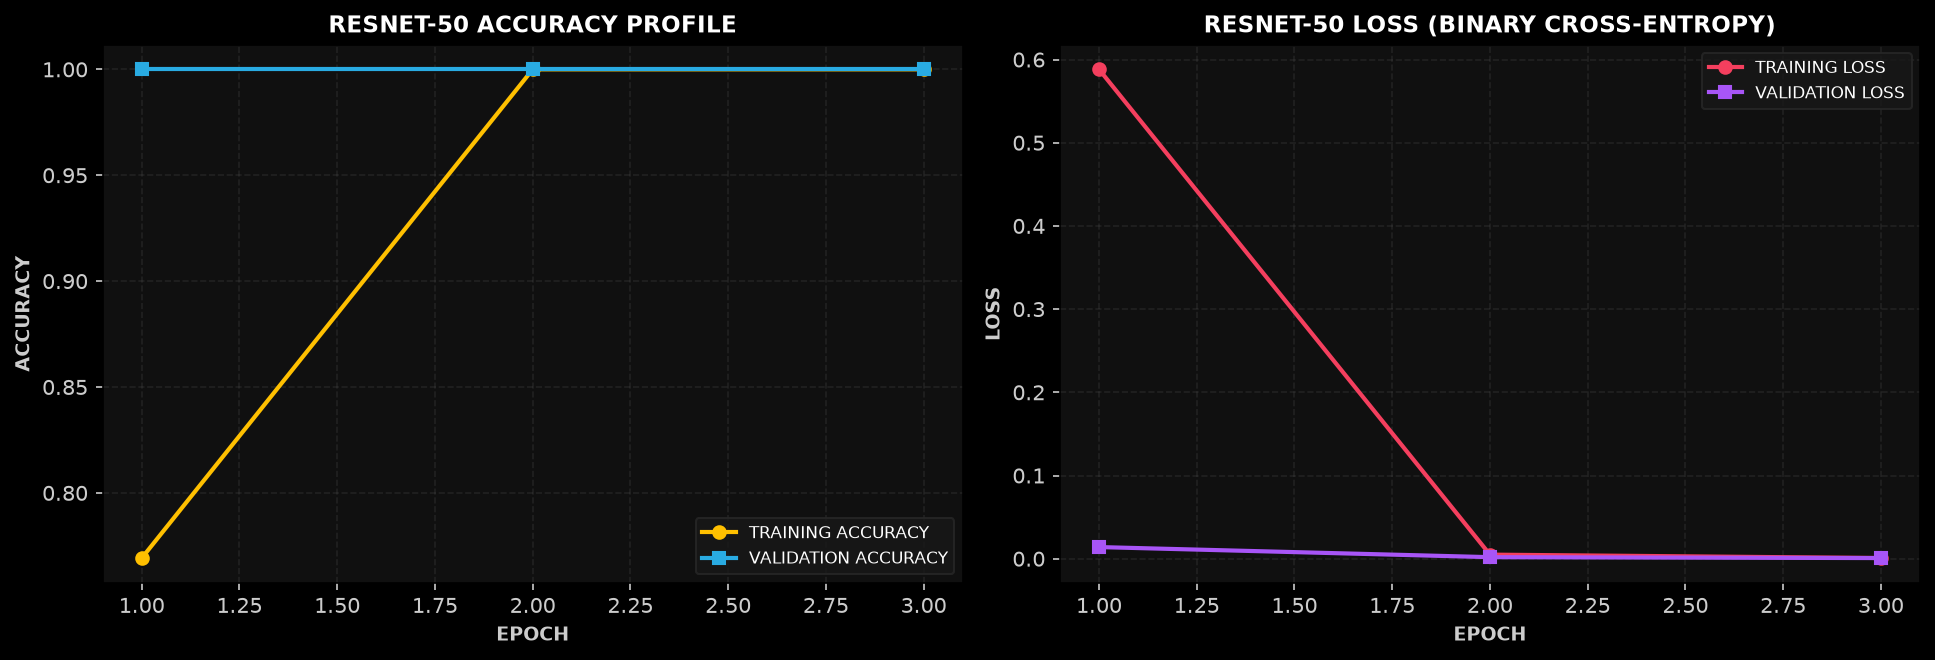 RESNET-50 ACCURACY PROFILE
ACCURACY
1.00
0.95
0.90
0.85
0.80
TRAINING ACCURACY
VALIDATION ACCURACY
1.00 1.25 1.50 1.75 2.00 2.25 2.50 2.75 3.00
EPOCH
RESNET-50 LOSS (BINARY CROSS-ENTROPY)
LOSS
0.6
0.5
0.4
0.3
0.2
0.1
0.0
TRAINING LOSS
VALIDATION LOSS
1.00 1.25 1.50 1.75 2.00 2.25 2.50 2.75 3.00
EPOCH